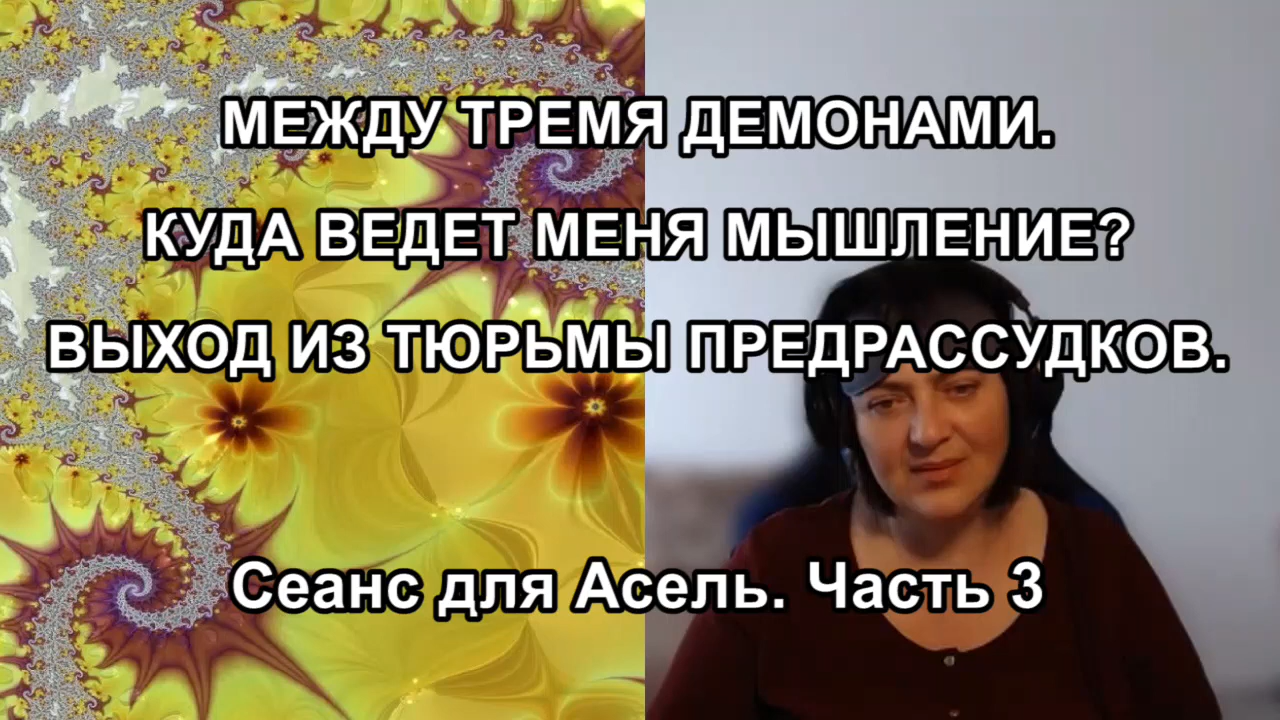 МЕЖДУ ТРЕМЯ ДЕМОНАМИ.
КУДА ВЕДЕТ МЕНЯ МЫШЛЕНИЕ?
ВЫХОД ИЗ ТЮРЬМЫ ПРЕДРАССУДКОВ.
Сеанс для Асель. Часть 3